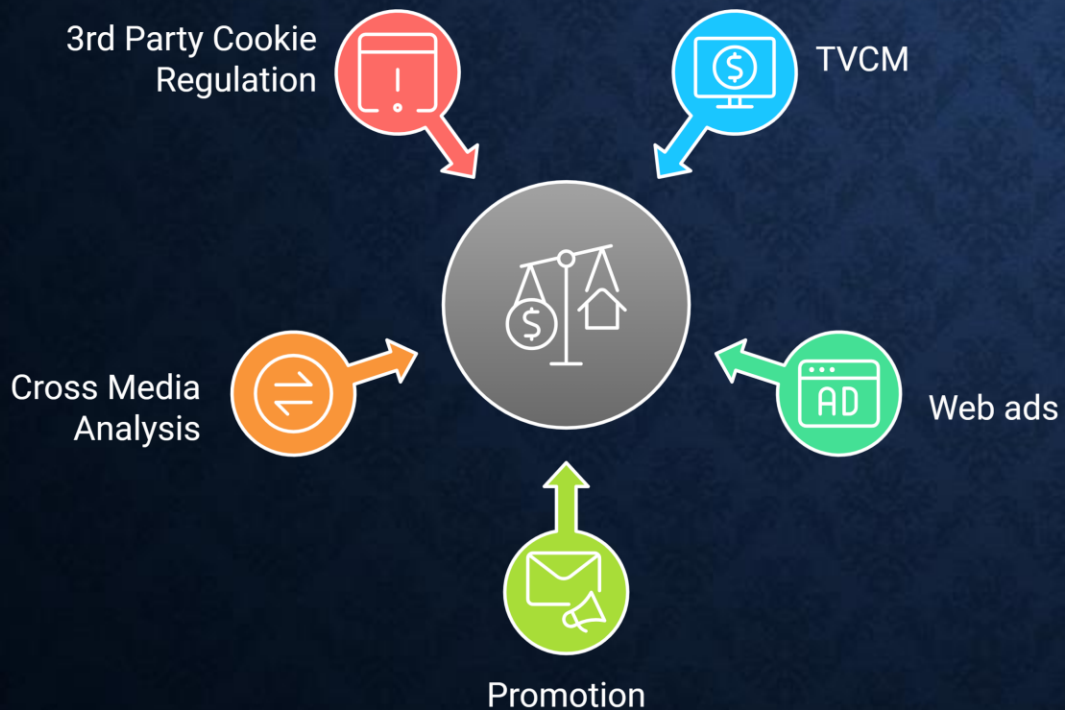 3rd Party Cookie
Regulation
TVCM
Cross Media
Analysis
AD
Web ads
Promotion